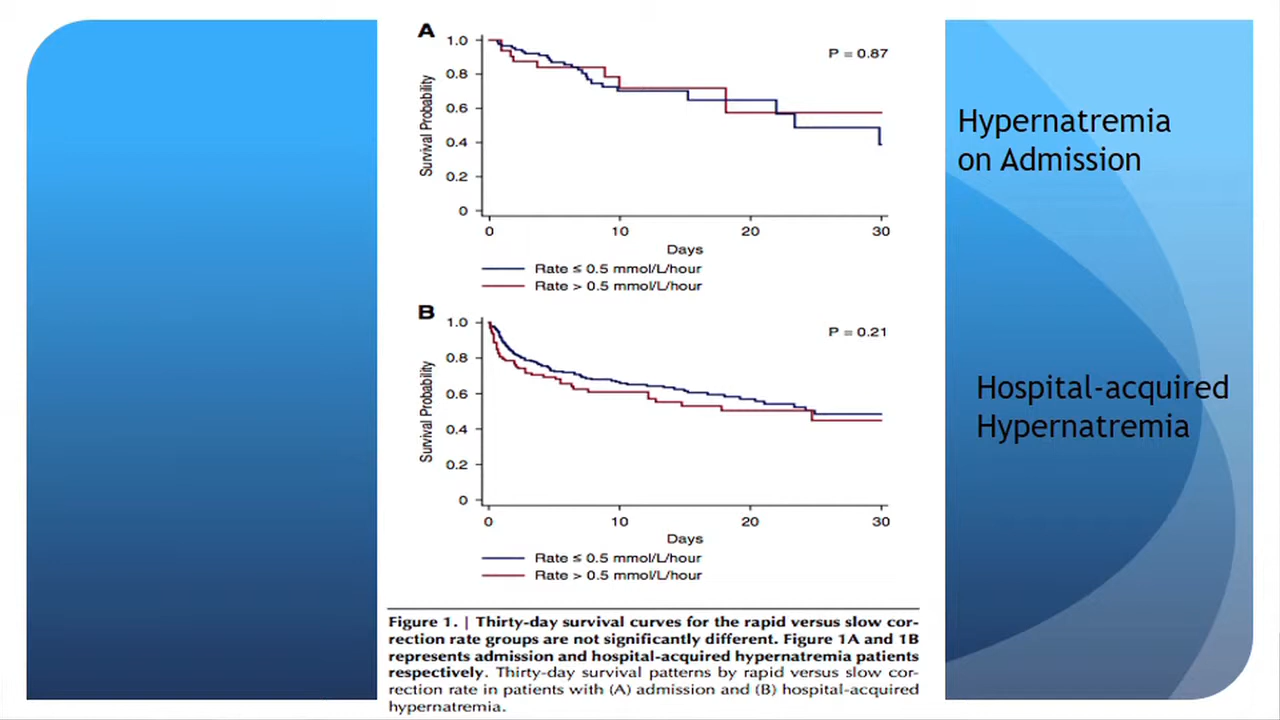 A
1.0
0.8
0.6
0.4
0.2
0
Survival Probability
P = 0.87
0 10 20 30
Days
Rate ≤ 0.5 mmol/L/hour
Rate > 0.5 mmol/L/hour
Hypernatremia
on Admission
B
1.0
0.8
0.6
0.4
0.2
0
Survival Probability
P = 0.21
0 10 20 30
Days
Rate ≤ 0.5 mmol/L/hour
Rate > 0.5 mmol/L/hour
Hospital-acquired
Hypernatremia
Figure 1. | Thirty-day survival curves for the rapid versus slow cor-
rection rate groups are not significantly different. Figure 1A and 1B
represents admission and hospital-acquired hypernatremia patients
respectively. Thirty-day survival patterns by rapid versus slow cor-
rection rate in patients with (A) admission and (B) hospital-acquired
hypernatremia.